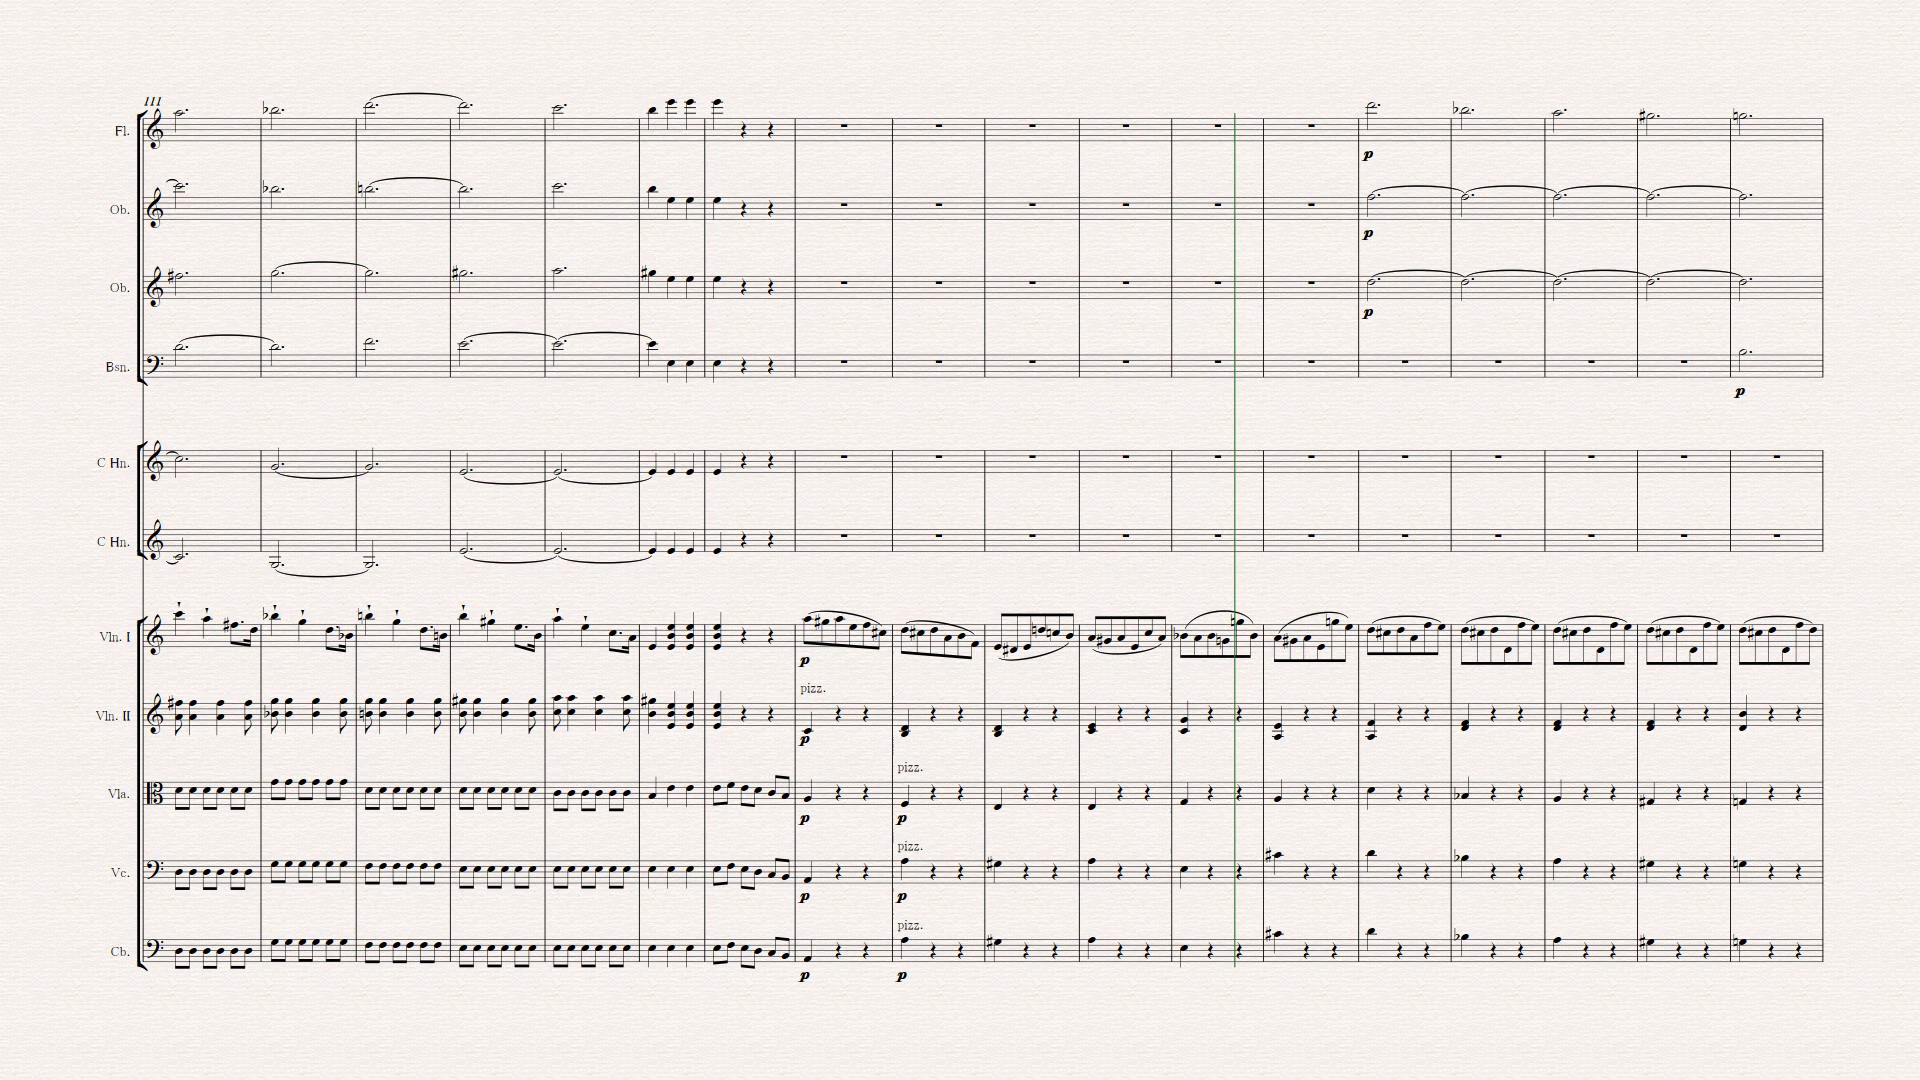 111
Fl.
p
Ob.
p
Ob.
p
Bsn.
p
C Hn.
C Hn.
Vln. I
p
pizz.
Vln. II
p
pizz.
Vla.
p p
pizz.
Vc.
p p
pizz.
Cb.
p p